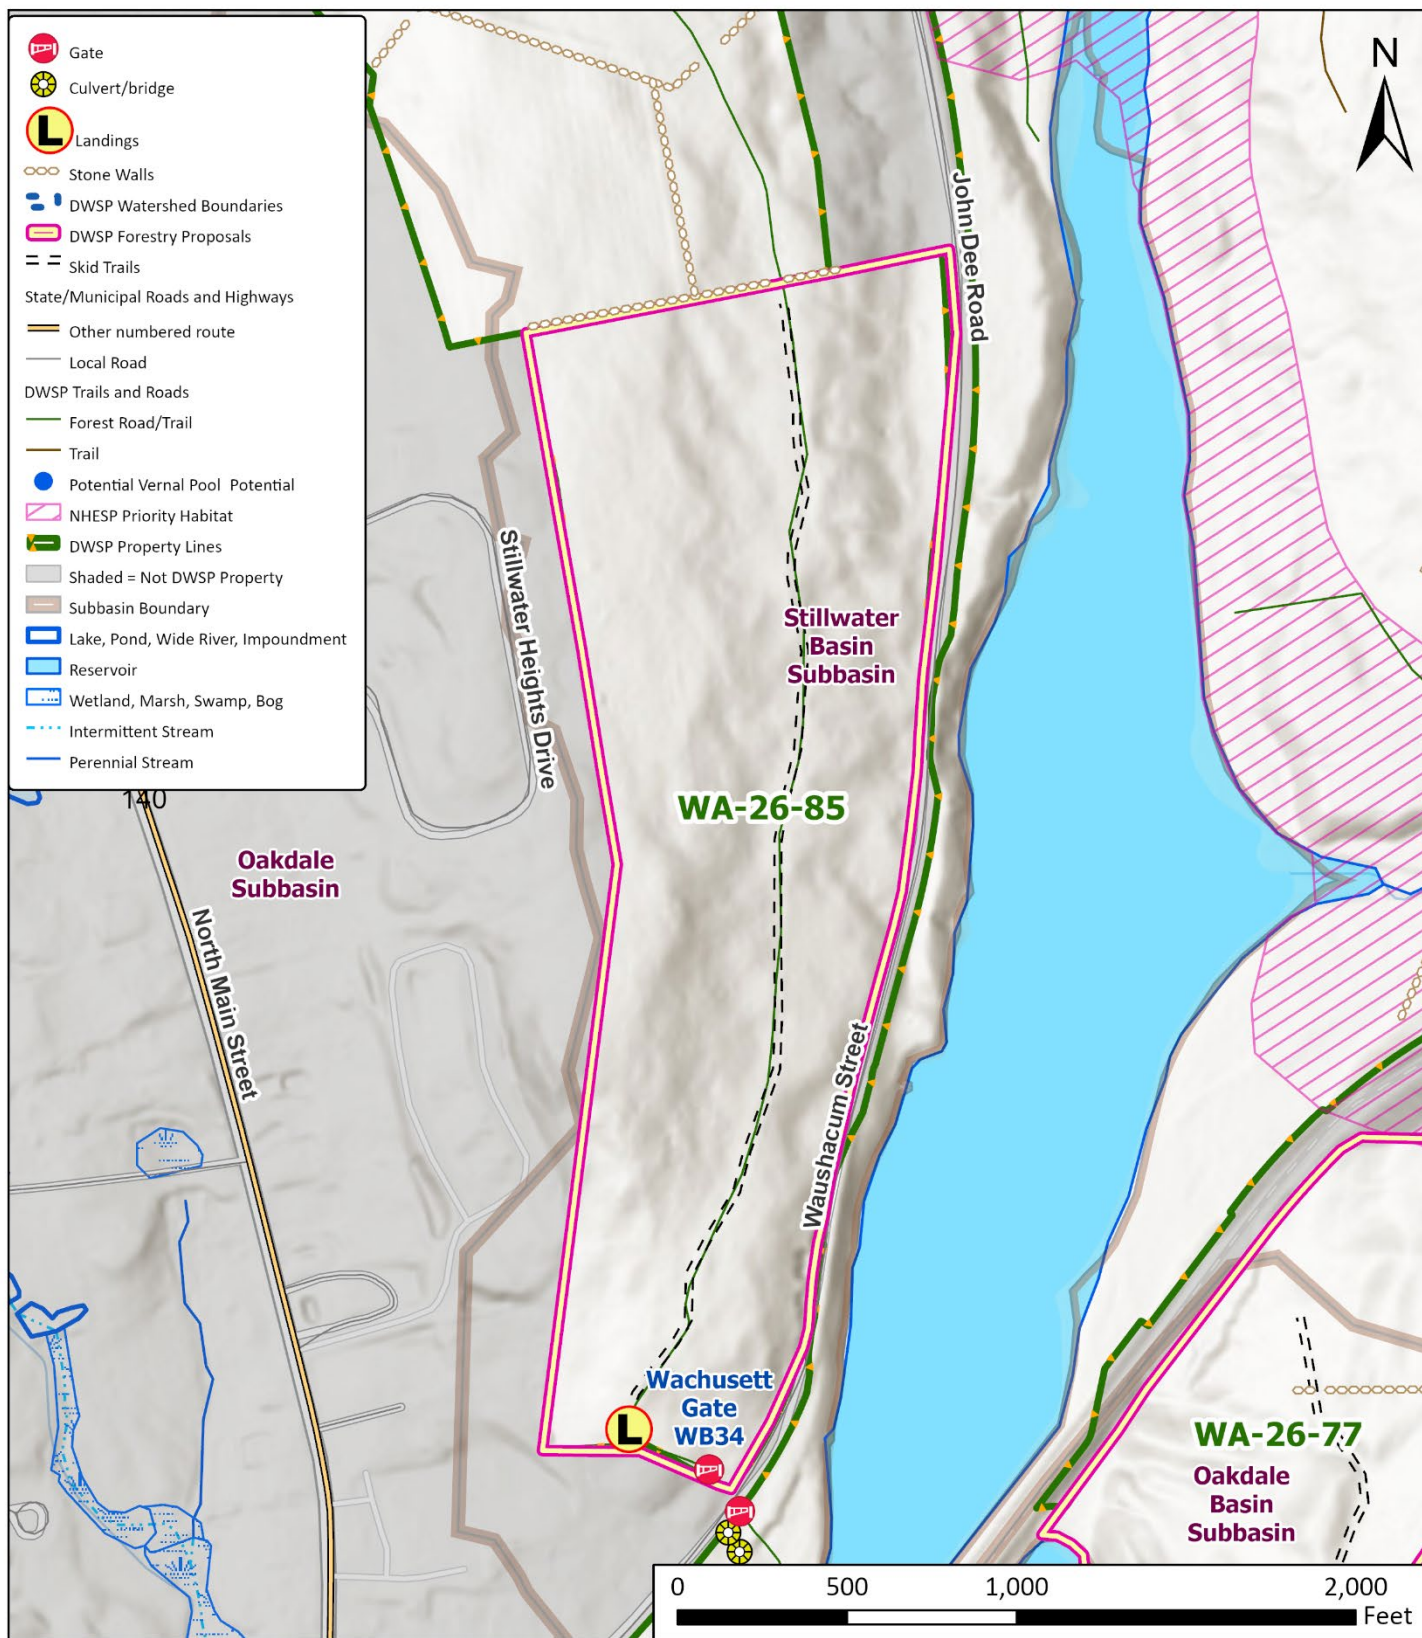 Gate
Culvert/bridge
L
Landings
Stone Walls
DWSP Watershed Boundaries
DWSP Forestry Proposals
Skid Trails
State/Municipal Roads and Highways
Other numbered route
Local Road
DWSP Trails and Roads
Forest Road/Trail
Trail
Potential Vernal Pool  Potential
NHESP Priority Habitat
DWSP Property Lines
Shaded = Not DWSP Property
Subbasin Boundary
Lake, Pond, Wide River, Impoundment
Reservoir
Wetland, Marsh, Swamp, Bog
Intermittent Stream
Perennial Stream
N
John Dee Road
Stillwater Heights Drive
Stillwater
Basin
Subbasin
WA-26-85
140
Oakdale
Subbasin
North Main Street
Waushacum Street
Wachusett
Gate
WB34
L
WA-26-77
Oakdale
Basin
Subbasin
0 500 1,000 2,000
Feet